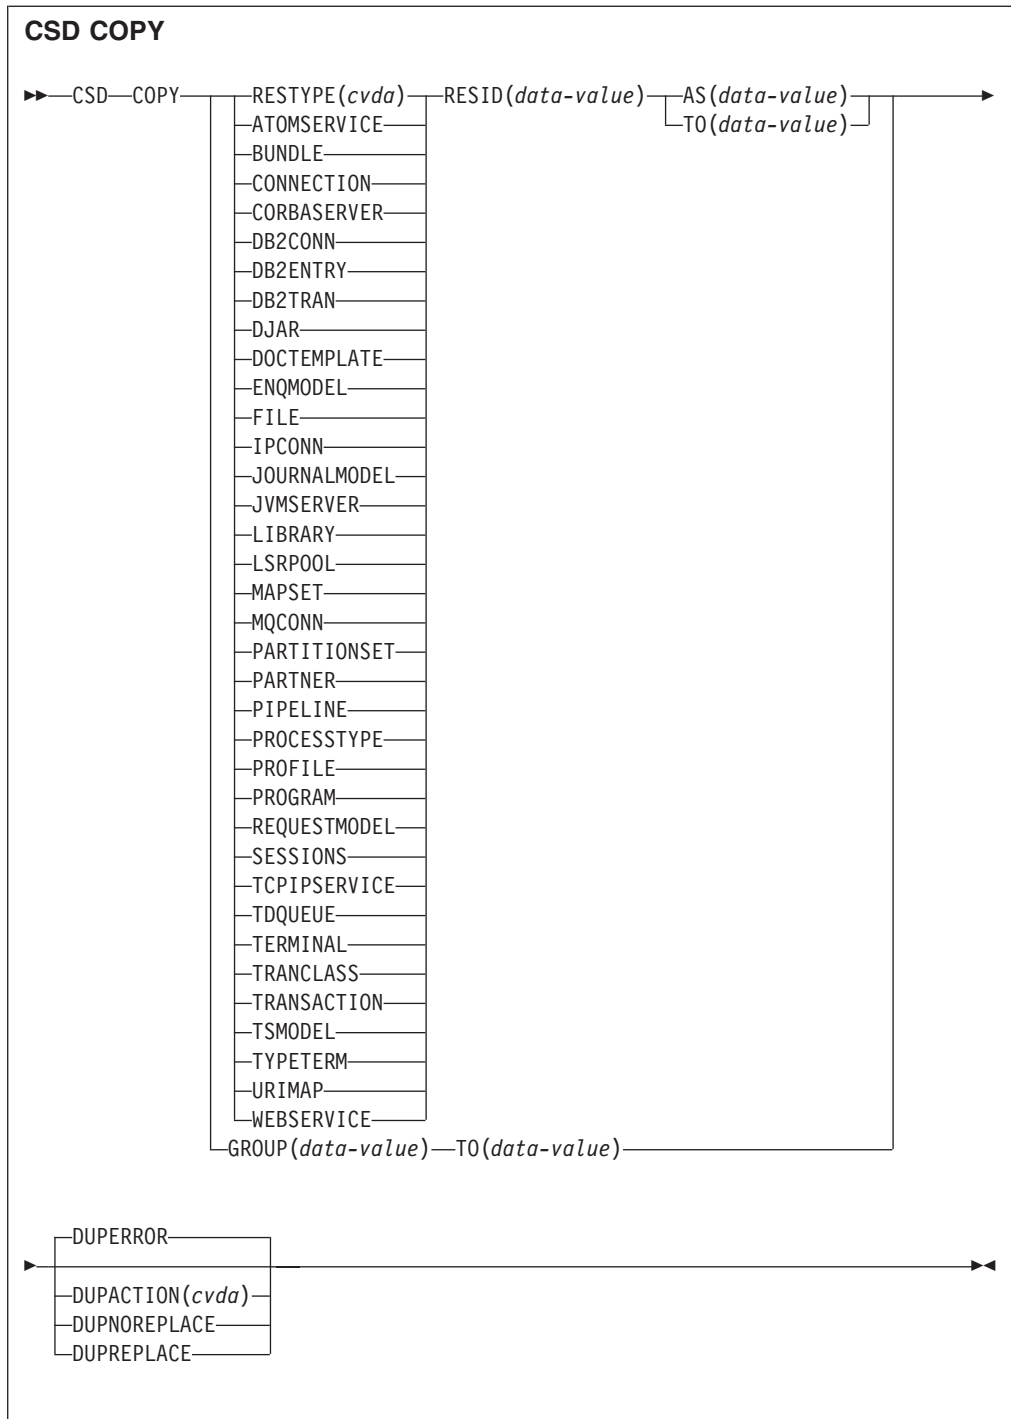 CSD COPY
CSD COPY RESTYPE(cvda) RESID(data-value) AS(data-value)
ATOMSERVICE TO(data-value)
BUNDLE
CONNECTION
CORBASERVER
DB2CONN
DB2ENTRY
DB2TRAN
DJAR
DOCTEMPLATE
ENQMODEL
FILE
IPCONN
JOURNALMODEL
JVMSERVER
LIBRARY
LSRPOOL
MAPSET
MQCONN
PARTITIONSET
PARTNER
PIPELINE
PROCESSTYPE
PROFILE
PROGRAM
REQUESTMODEL
SESSIONS
TCPIPSERVICE
TDQUEUE
TERMINAL
TRANCLASS
TRANSACTION
TSMODEL
TYPETERM
URIMAP
WEBSERVICE
GROUP(data-value) TO(data-value)
DUPERROR
DUPACTION(cvda)
DUPNOREPLACE
DUPREPLACE